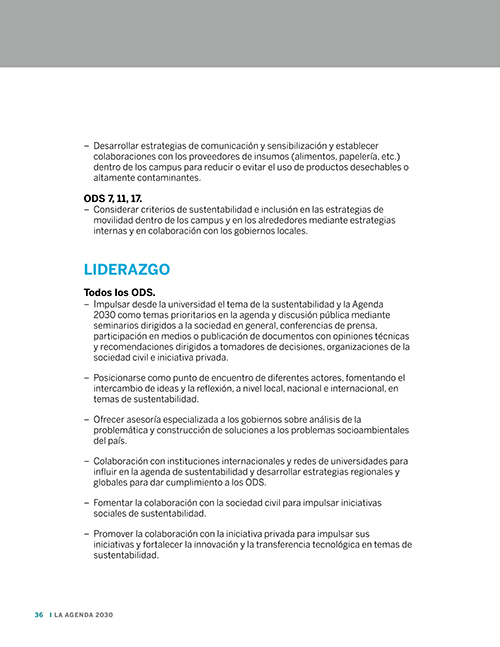 – Desarrollar estrategias de comunicación y sensibilización y establecer
colaboraciones con los proveedores de insumos (alimentos, papelería, etc.)
dentro de los campus para reducir o evitar el uso de productos desechables o
altamente contaminantes.
ODS 7, 11, 17.
– Considerar criterios de sustentabilidad e inclusión en las estrategias de
movilidad dentro de los campus y en los alrededores mediante estrategias
internas y en colaboración con los gobiernos locales.
LIDERAZGO
Todos los ODS.
– Impulsar desde la universidad el tema de la sustentabilidad y la Agenda
2030 como temas prioritarios en la agenda y discusión pública mediante
seminarios dirigidos a la sociedad en general, conferencias de prensa,
participación en medios o publicación de documentos con opiniones técnicas
y recomendaciones dirigidos a tomadores de decisiones, organizaciones de la
sociedad civil e iniciativa privada.
– Posicionarse como punto de encuentro de diferentes actores, fomentando el
intercambio de ideas y la reflexión, a nivel local, nacional e internacional, en
temas de sustentabilidad.
– Ofrecer asesoría especializada a los gobiernos sobre análisis de la
problemática y construcción de soluciones a los problemas socioambientales
del país.
– Colaboración con instituciones internacionales y redes de universidades para
influir en la agenda de sustentabilidad y desarrollar estrategias regionales y
globales para dar cumplimiento a los ODS.
– Fomentar la colaboración con la sociedad civil para impulsar iniciativas
sociales de sustentabilidad.
– Promover la colaboración con la iniciativa privada para impulsar sus
iniciativas y fortalecer la innovación y la transferencia tecnológica en temas de
sustentabilidad.
36 | LA AGENDA 2030